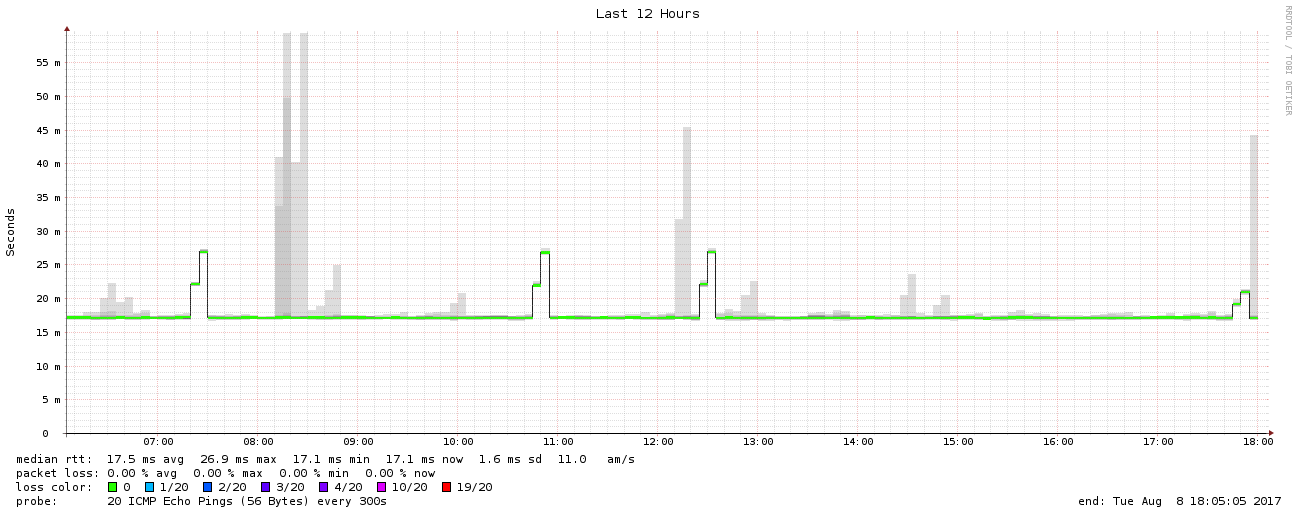 Last 12 Hours
RRDTOOL / TOBI OETIKER
Seconds
55 m
50 m
45 m
40 m
35 m
30 m
25 m
20 m
15 m
10 m
5 m
0
07:00 08:00 09:00 10:00 11:00 12:00 13:00 14:00 15:00 16:00 17:00 18:00
median rtt: 17.5 ms avg 26.9 ms max 17.1 ms min 17.1 ms now 1.6 ms sd 11.0 am/s
packet loss: 0.00 % avg 0.00 % max 0.00 % min 0.00 % now
loss color: 0 1/20 2/20 3/20 4/20 10/20 19/20
probe: 20 ICMP Echo Pings (56 Bytes) every 300s end: Tue Aug 8 18:05:05 2017